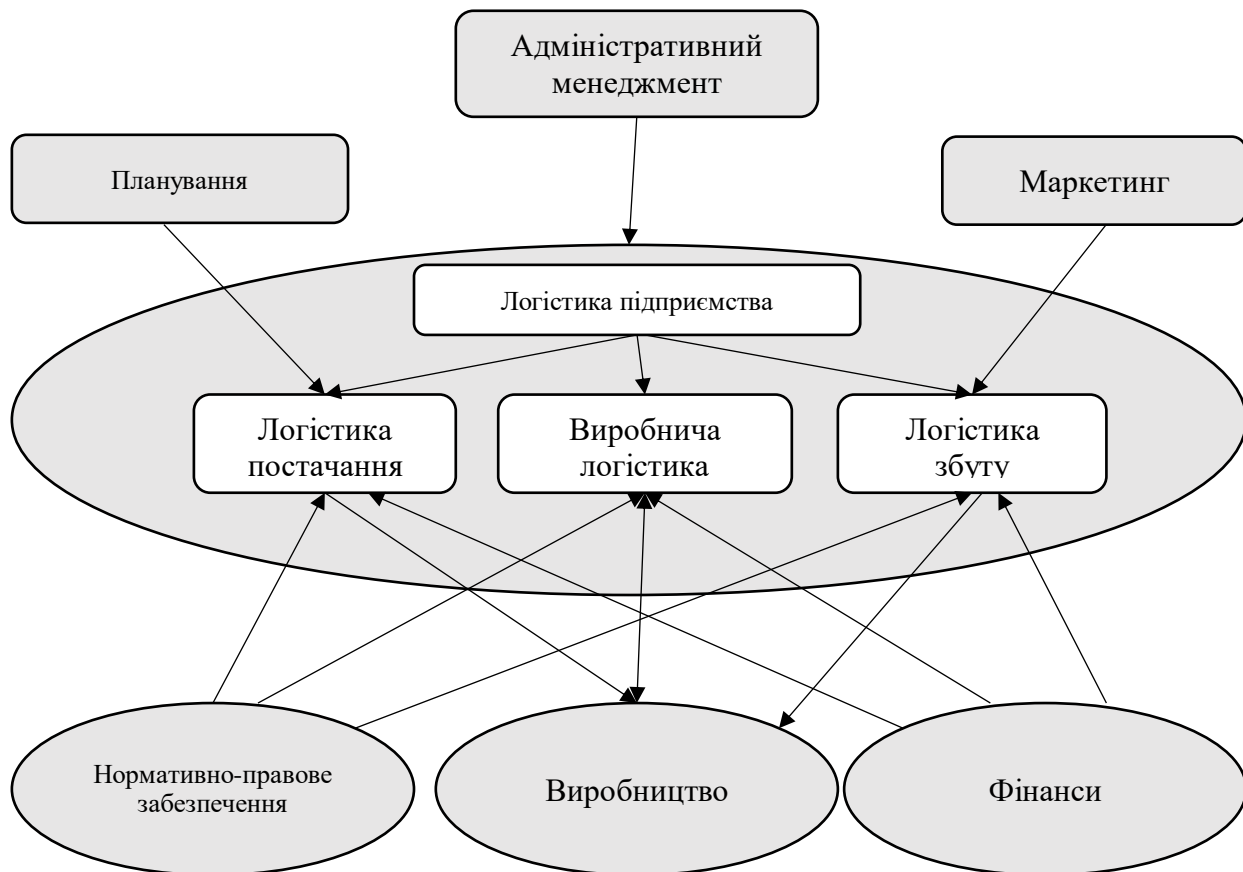 Адміністративний
менеджмент
Планування
Маркетинг
Логістика підприємства
Логістика
постачання
Виробнича
логістика
Логістика
збуту
Нормативно-правове
забезпечення
Виробництво
Фінанси